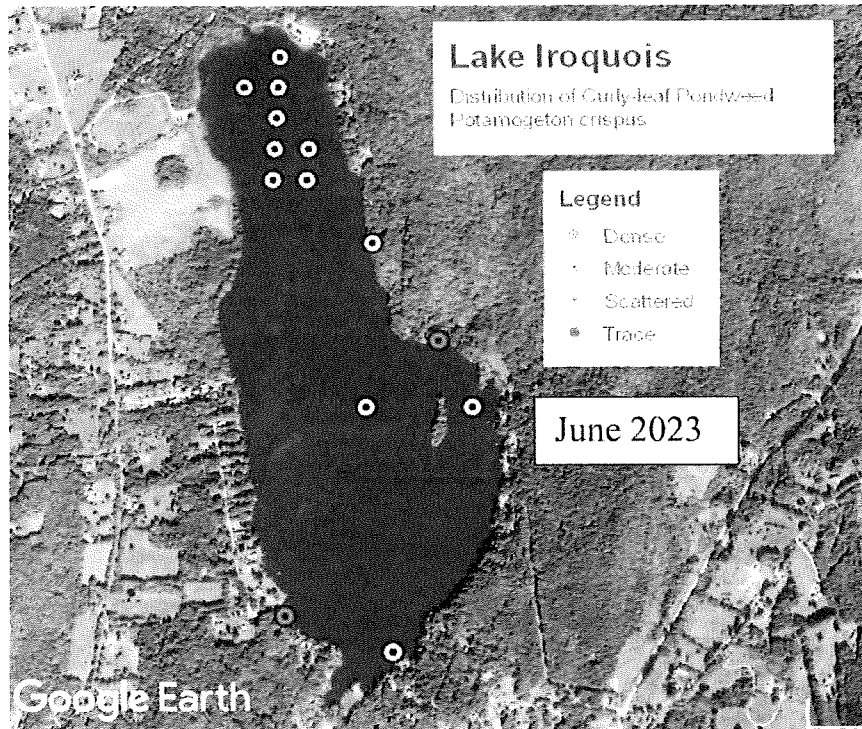 Lake Iroquois
Distribution of Curly-leaf Pondweed
Potamogeton crispus
Legend
Dense
Moderate
Scattered
Trace
June 2023
Google Earth